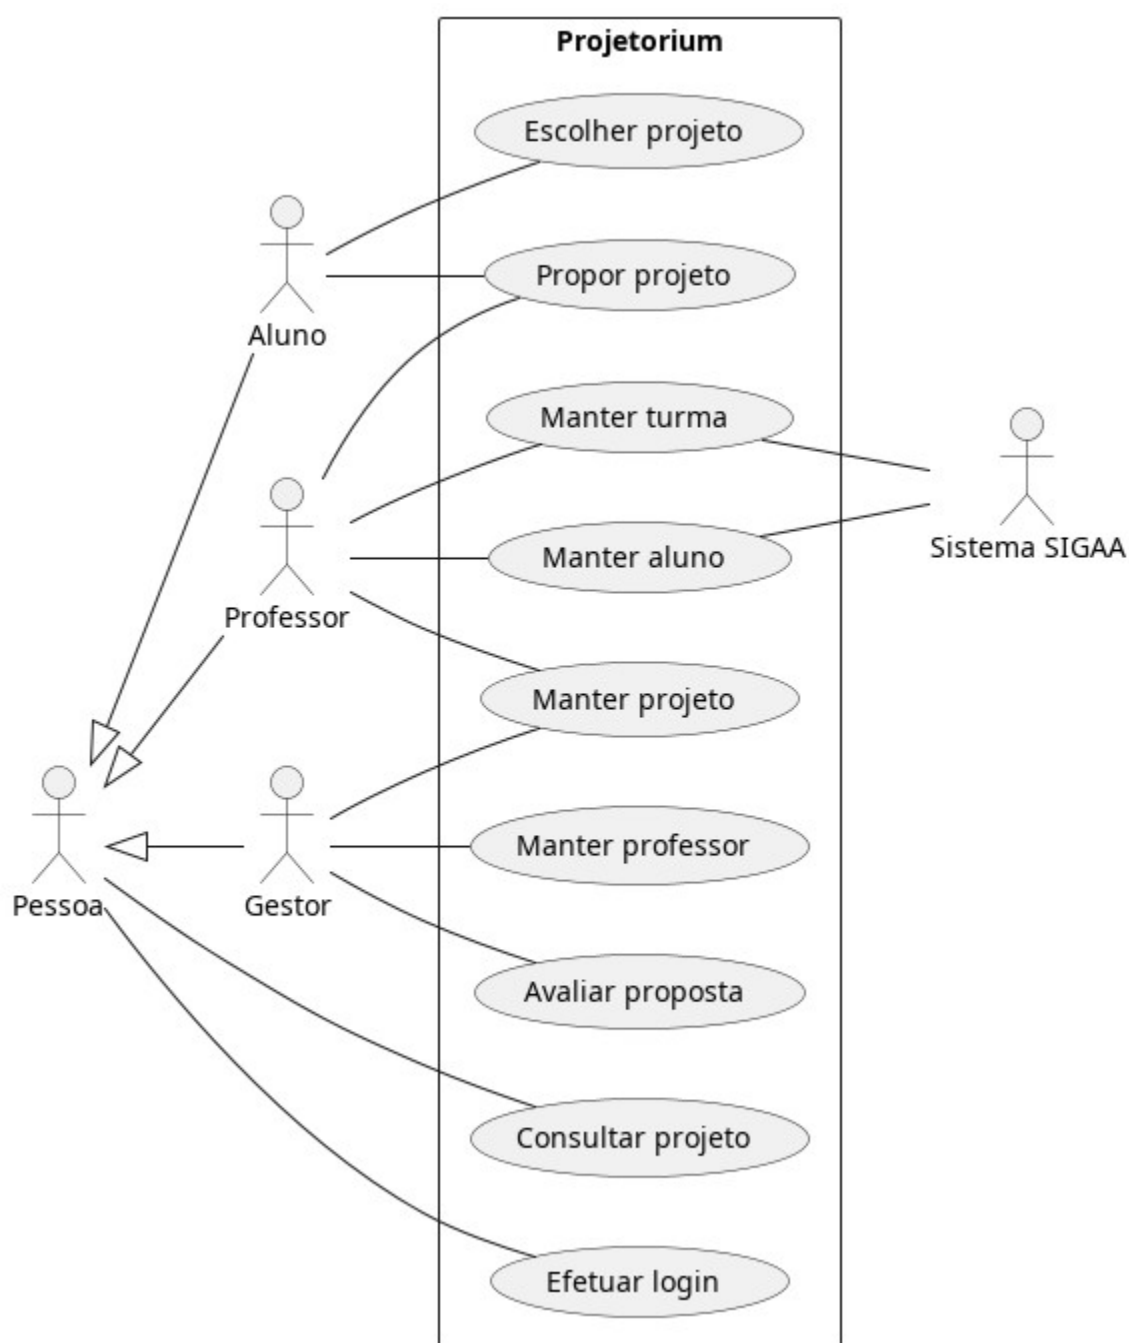 Projetorium
Escolher projeto
Aluno
Propor projeto
Manter turma
Sistema SIGAA
Professor
Manter aluno
Manter projeto
Pessoa
Gestor
Manter professor
Avaliar proposta
Consultar projeto
Efetuar login